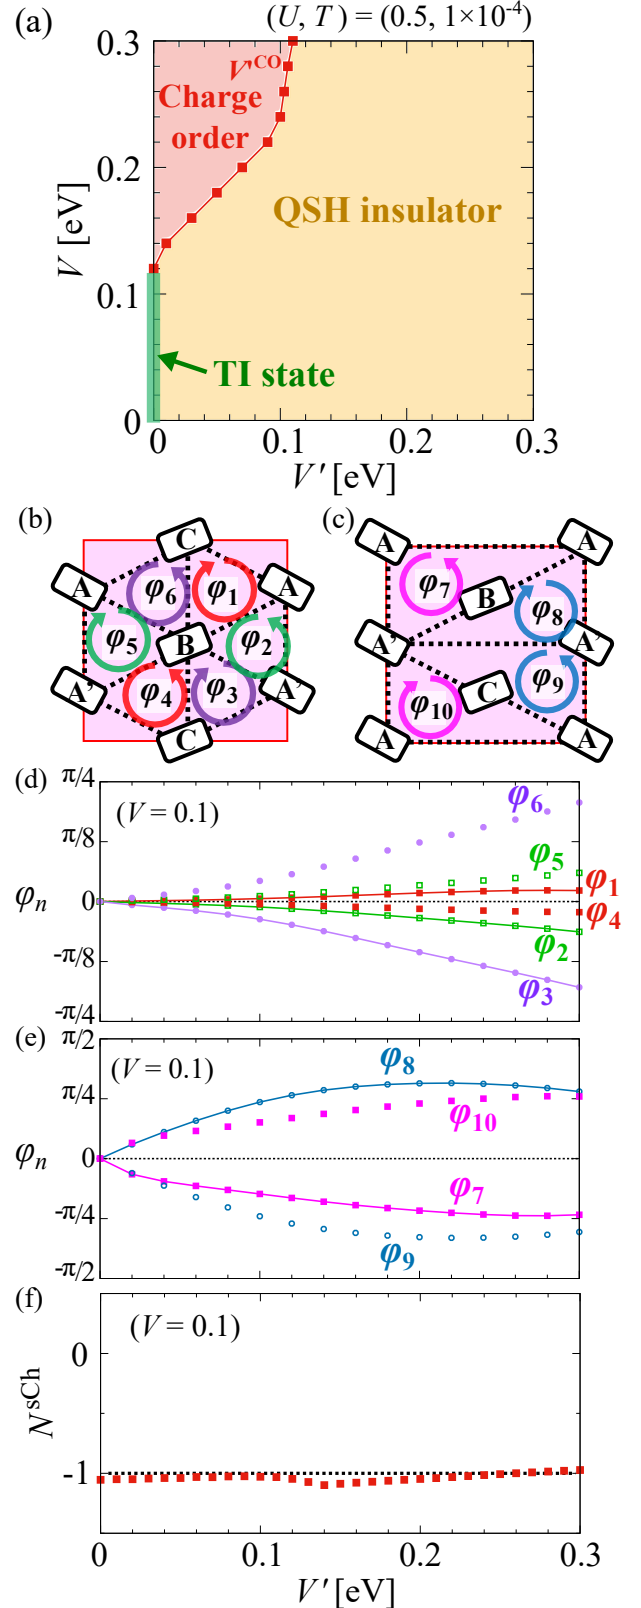 (a) (U, T) = (0.5, 1×10⁻⁴)
0.3
V^CO
Charge
order
0.2
V [eV]
QSH insulator
0.1
TI state
0
0 0.1 0.2 0.3
V' [eV]
(b) (c)
C A A
A φ6 φ1 A φ7 B φ8
φ5 B φ2 A' A'
A' φ4 φ3 A' φ10 C φ9
C A A
(d) π/4
(V = 0.1) φ6
π/8
φ5
φn 0 φ1
φ4
-π/8 φ2
φ3
-π/4
(e) π/2
(V = 0.1) φ8
π/4
φ10
φn 0
φ7
-π/4
φ9
-π/2
(f)
(V = 0.1)
0
N^sCh
-1
0 0.1 0.2 0.3
V' [eV]